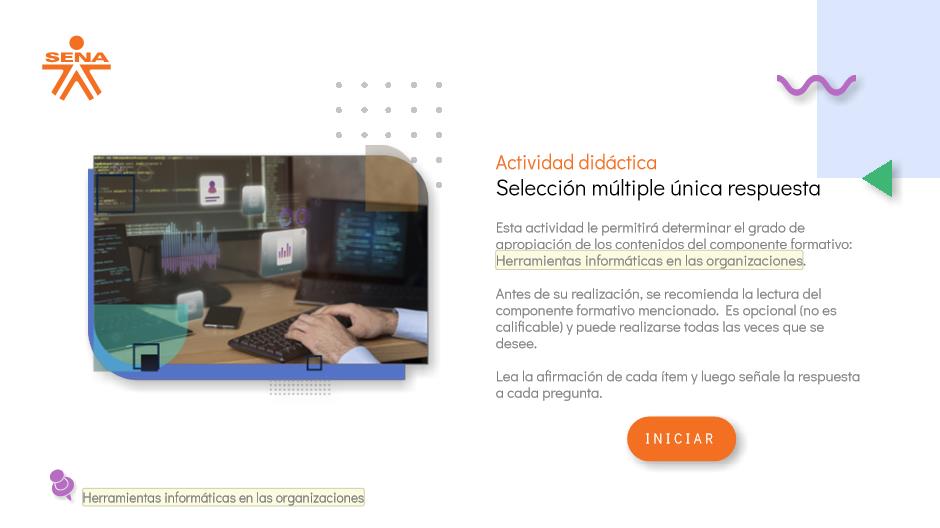 SENA
Actividad didáctica
Selección múltiple única respuesta
Esta actividad le permitirá determinar el grado de
apropiación de los contenidos del componente formativo:
Herramientas informáticas en las organizaciones.
Antes de su realización, se recomienda la lectura del
componente formativo mencionado. Es opcional (no es
calificable) y puede realizarse todas las veces que se
desee.
Lea la afirmación de cada ítem y luego señale la respuesta
a cada pregunta.
INICIAR
Herramientas informáticas en las organizaciones